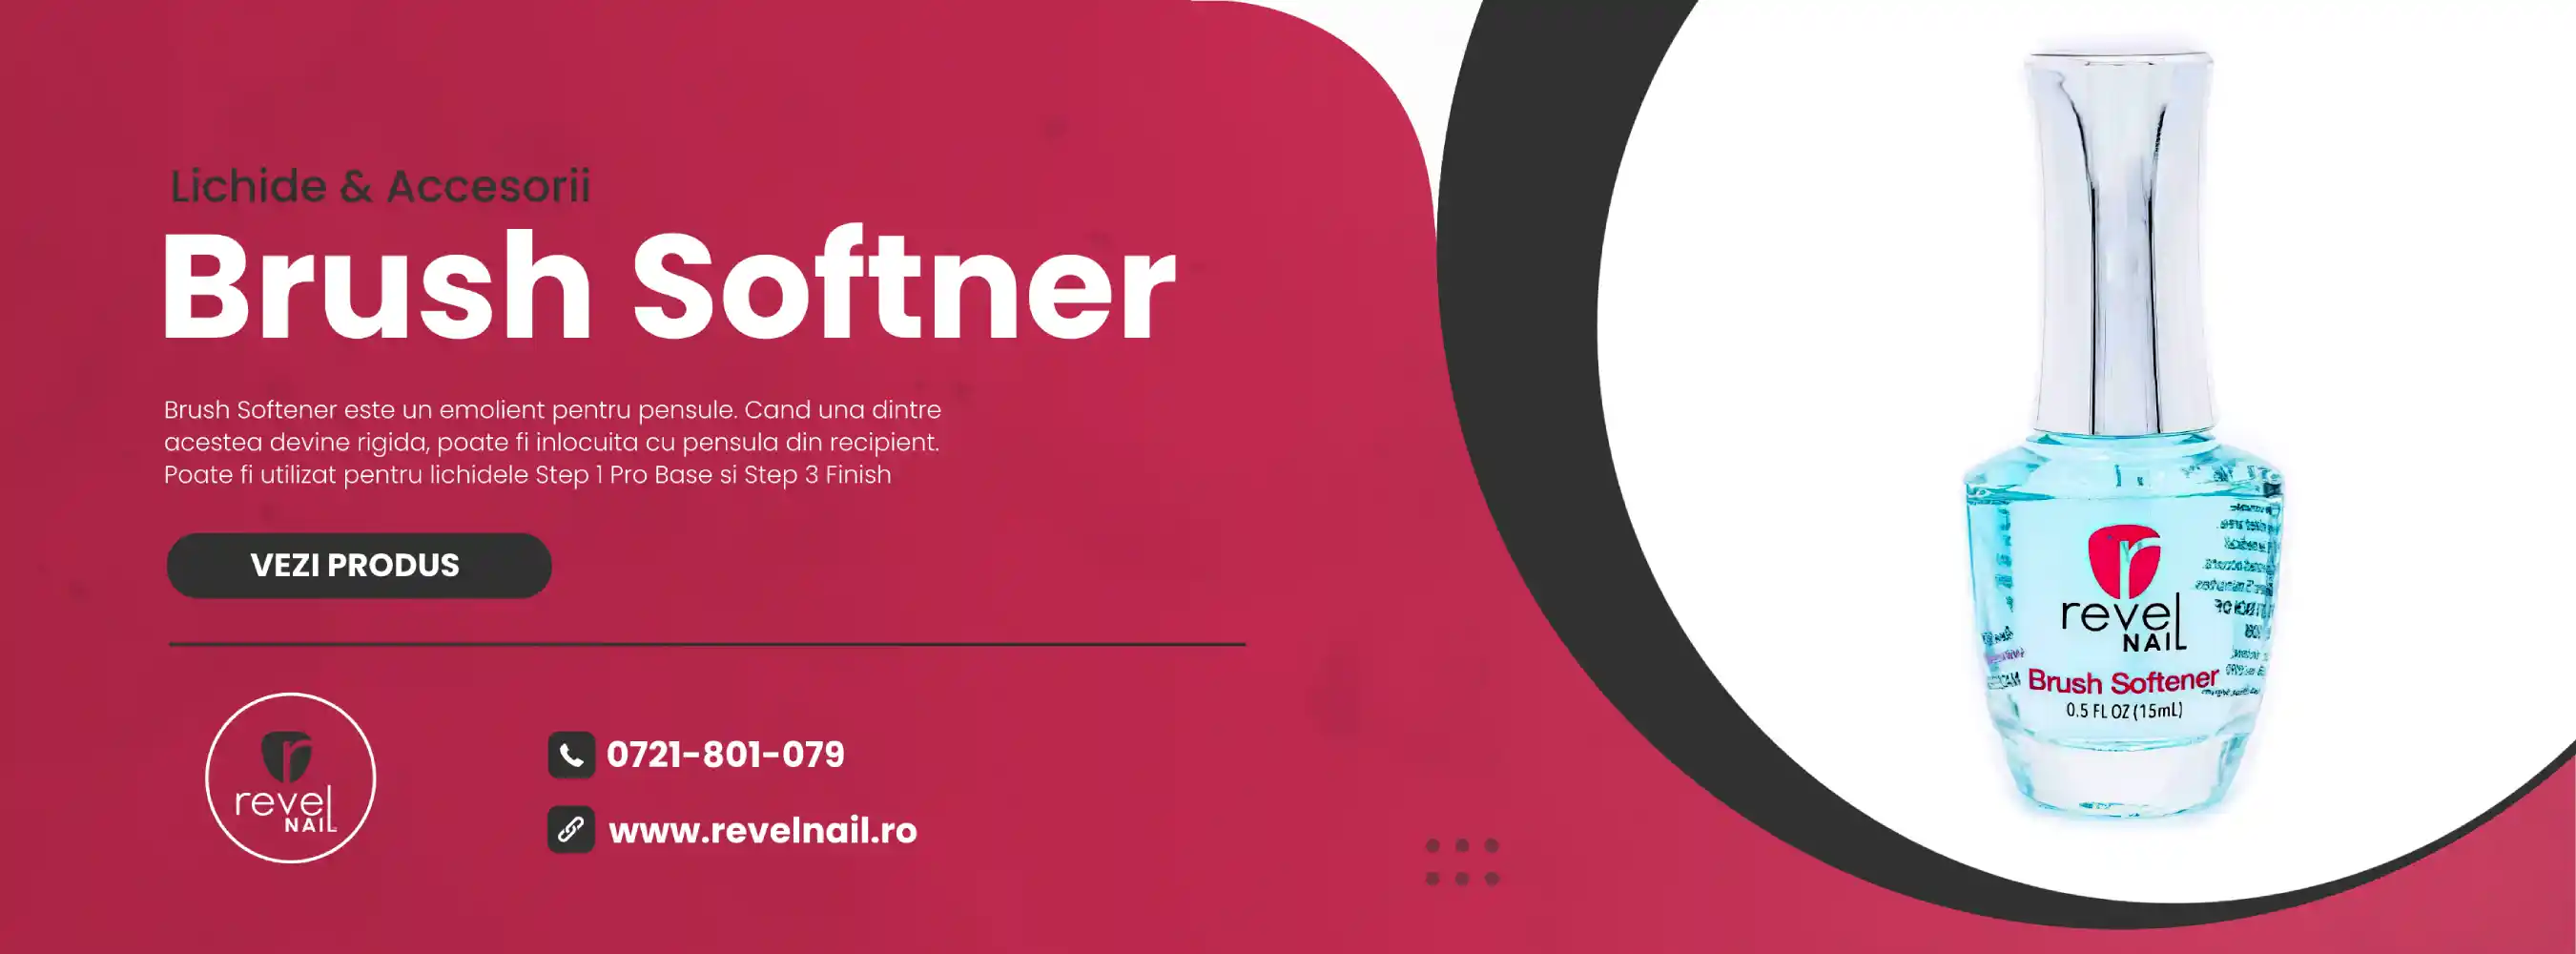 Lichide & Accesorii
Brush Softner
Brush Softener este un emolient pentru pensule. Cand una dintre
acestea devine rigida, poate fi inlocuita cu pensula din recipient.
Poate fi utilizat pentru lichidele Step 1 Pro Base si Step 3 Finish
VEZI PRODUS
revel
NAIL
0721-801-079
www.revelnail.ro
r
revel
NAIL
Brush Softener
0.5 FL OZ (15mL)